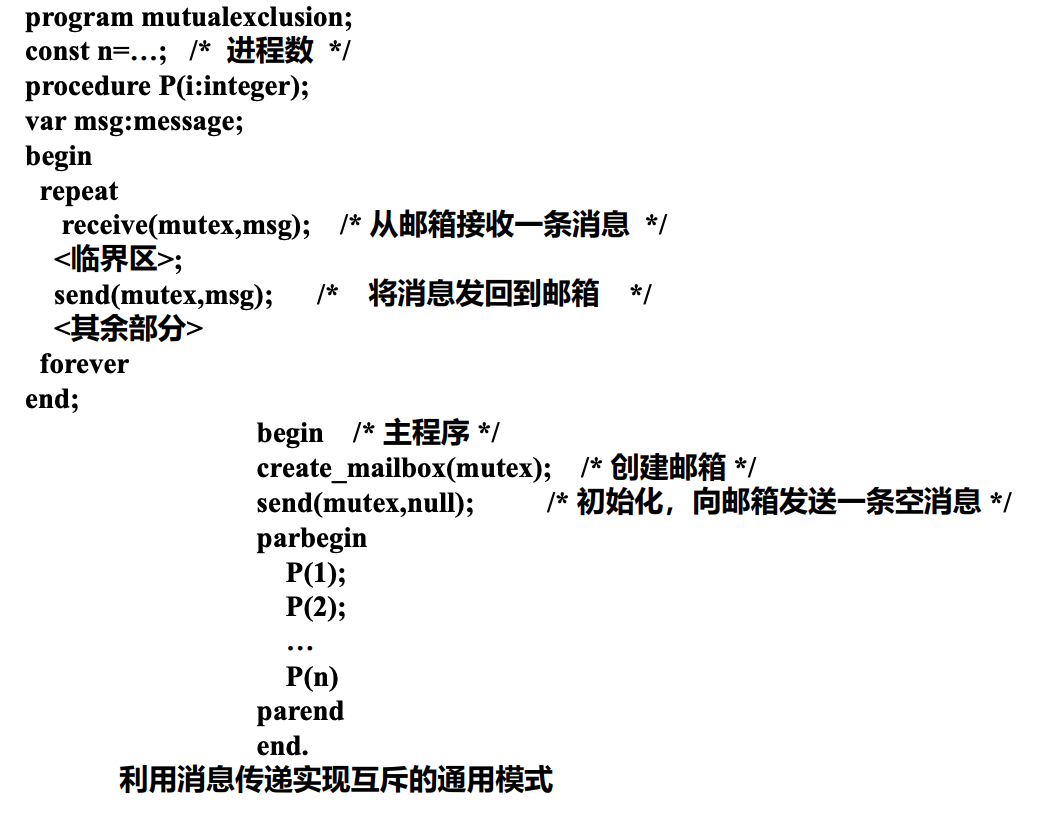 program mutualexclusion;
const n=…; /* 进程数 */
procedure P(i:integer);
var msg:message;
begin
repeat
receive(mutex,msg); /* 从邮箱接收一条消息 */
<临界区>;
send(mutex,msg); /* 将消息发回到邮箱 */
<其余部分>
forever
end;
begin /* 主程序 */
create_mailbox(mutex); /* 创建邮箱 */
send(mutex,null); /* 初始化，向邮箱发送一条空消息 */
parbegin
P(1);
P(2);
…
P(n)
parend
end.
利用消息传递实现互斥的通用模式